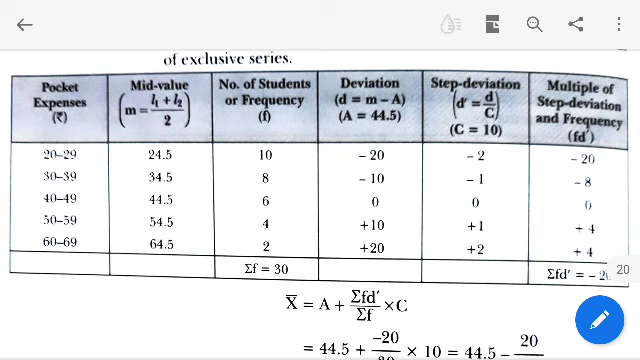 of exclusive series.
Pocket Expenses (₹) | Mid-value (m = l₁ + l₂ / 2) | No. of Students or Frequency (f) | Deviation (d = m – A) (A = 44.5) | Step-deviation (d' = d / C) (C = 10) | Multiple of Step-deviation and Frequency (fd')
20–29 24.5 10 – 20 – 2 – 20
30–39 34.5 8 – 10 – 1 – 8
40–49 44.5 6 0 0 0
50–59 54.5 4 +10 +1 + 4
60–69 64.5 2 +20 +2 + 4
Σf = 30 Σfd' = –
20
X̄ = A + Σfd' / Σf × C
= 44.5 + –20 / × 10 = 44.5 – 20